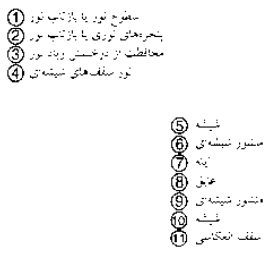 ① سطوح نور یا بازتاب نور
② پنجره‌های نوری یا بازتاب نور
③ محافظت از درخشش زیاد نور
④ نور سقف‌های شیشه‌ای
⑤ شیشه
⑥ منشور شیشه‌ای
⑦ آینه
⑧ عایق
⑨ منشور شیشه‌ای
⑩ شیشه
⑪ سقف انعکاسی